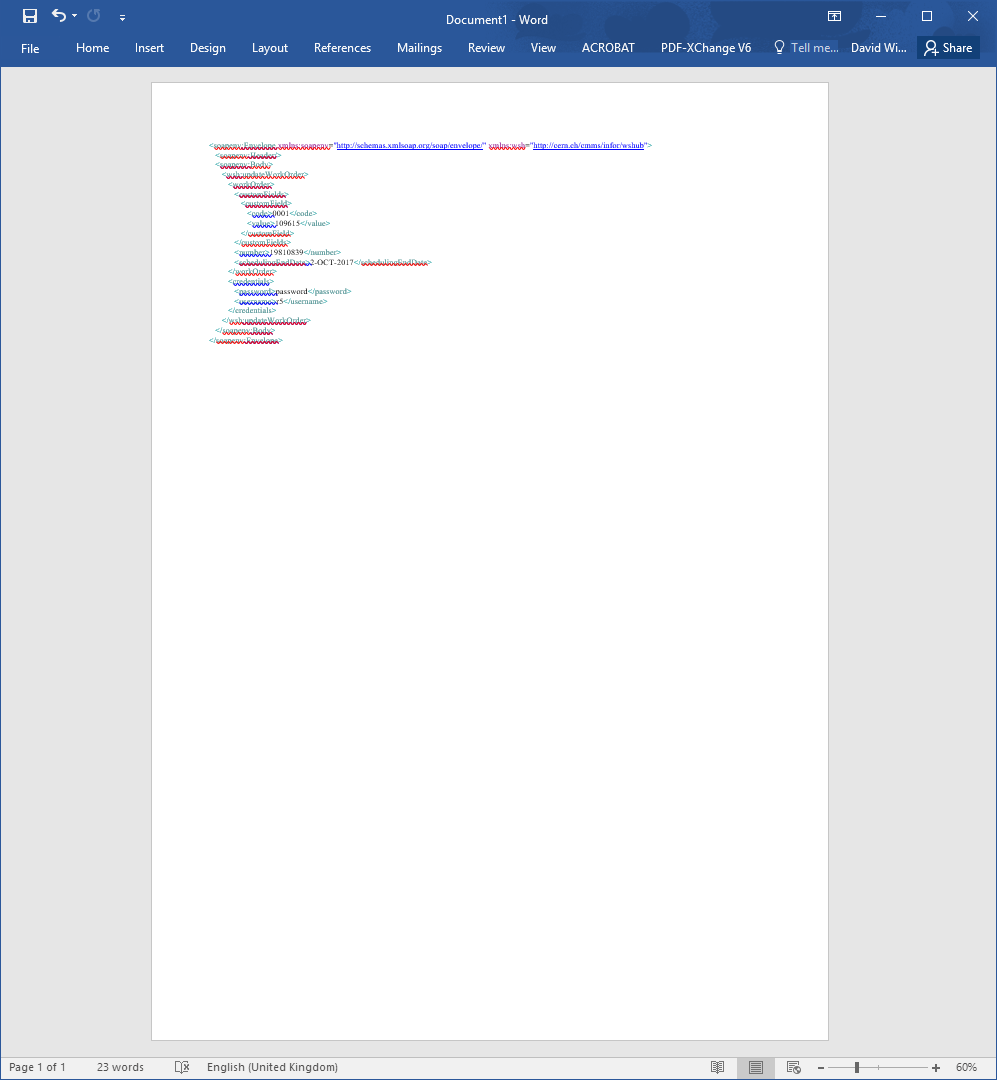 Document1 - Word
File Home Insert Design Layout References Mailings Review View ACROBAT PDF-XChange V6 Tell me... David Wi... Share
<soapenv:Envelope xmlns:soapenv="http://schemas.xmlsoap.org/soap/envelope/" xmlns:wsh="http://cern.ch/cmms/infor/wshub">
<soapenv:Header/>
<soapenv:Body>
<wsh:updateWorkOrder>
<workOrder>
<customFields>
<customField>
<code>0001</code>
<value>109615</value>
</customField>
</customFields>
<number>19810839</number>
<schedulingEndDate>2-OCT-2017</schedulingEndDate>
</workOrder>
<credentials>
<password>password</password>
<username>r5</username>
</credentials>
</wsh:updateWorkOrder>
</soapenv:Body>
</soapenv:Envelope>
Page 1 of 1 23 words English (United Kingdom) 60%